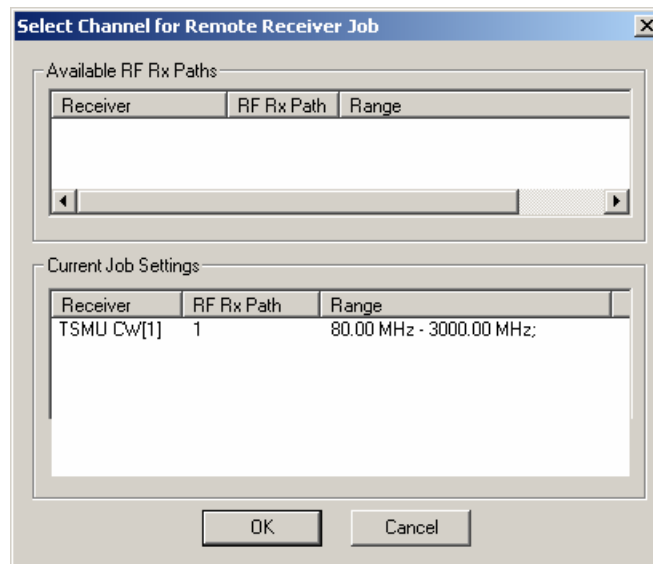 Select Channel for Remote Receiver Job
Available RF Rx Paths
Receiver RF Rx Path Range
Current Job Settings
Receiver RF Rx Path Range
TSMU CW[1] 1 80.00 MHz - 3000.00 MHz;
OK Cancel